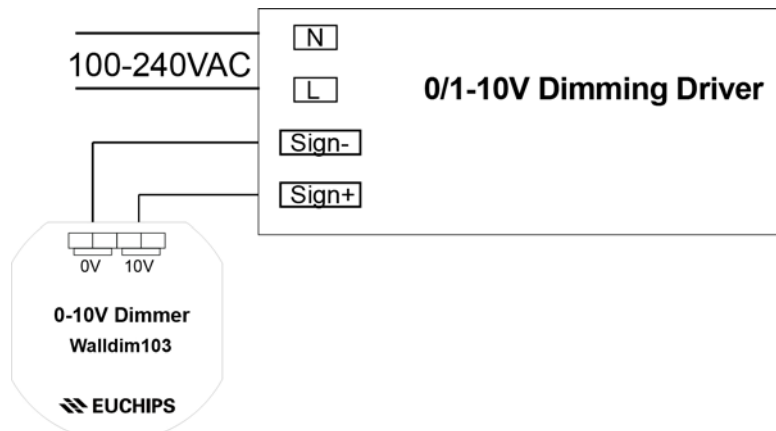 N
100-240VAC
L
0/1-10V Dimming Driver
Sign-
Sign+
0V 10V
0-10V Dimmer
Walldim103
EUCHIPS